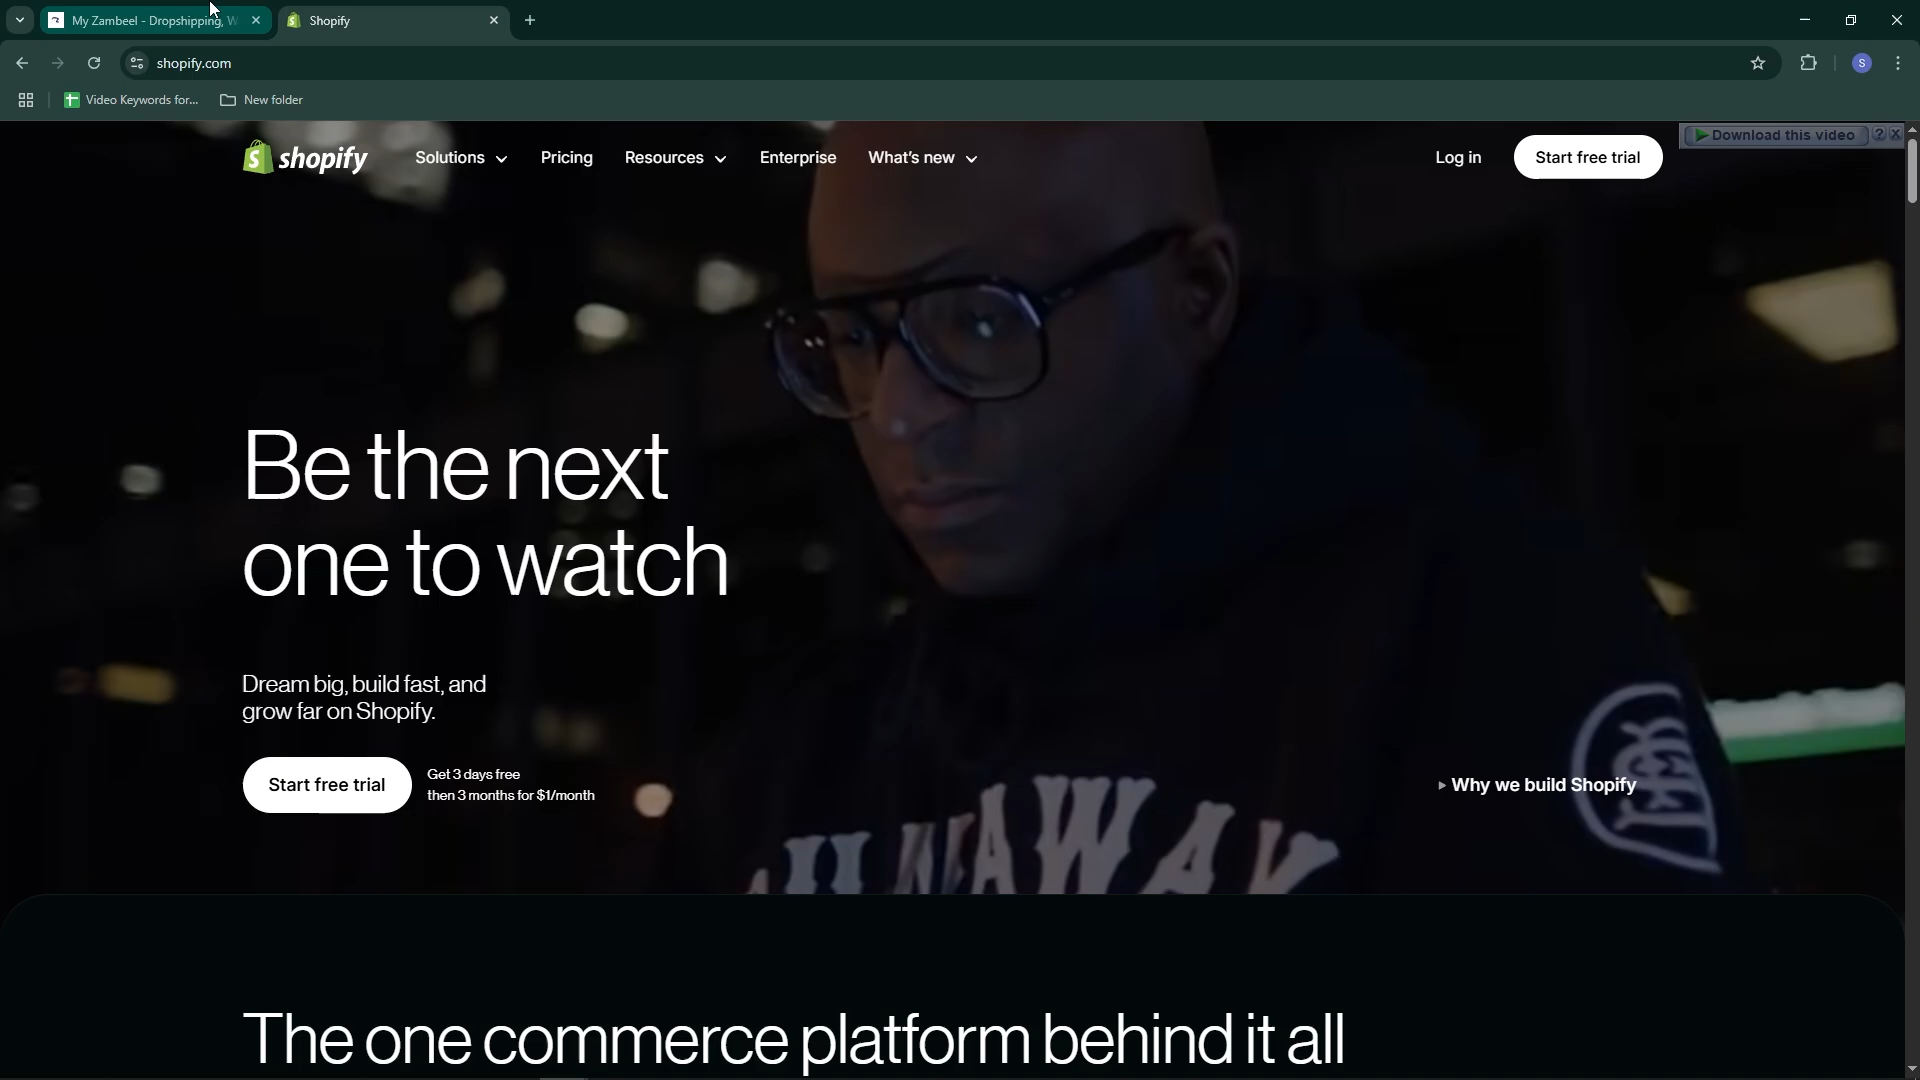 My Zambeel - Dropshipping, W
Shopify
shopify.com
S
Video Keywords for...
New folder
Download this video
shopify
Solutions
Pricing
Resources
Enterprise
What's new
Log in
Start free trial
Be the next
one to watch
Dream big, build fast, and
grow far on Shopify.
Start free trial
Get 3 days free
then 3 months for $1/month
Why we build Shopify
The one commerce platform behind it all